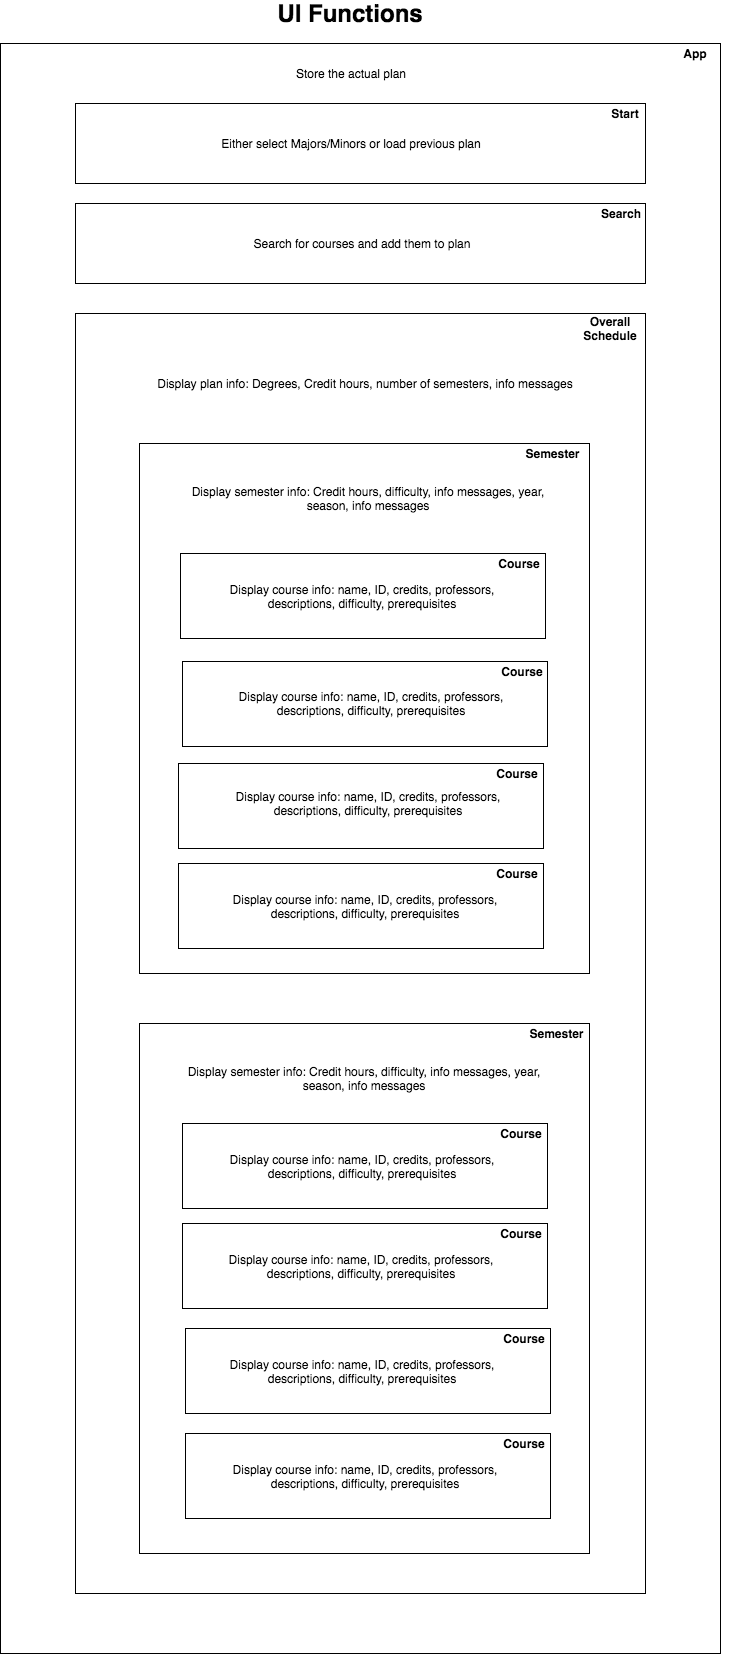 UI Functions
App
Store the actual plan
Start
Either select Majors/Minors or load previous plan
Search
Search for courses and add them to plan
Overall
Schedule
Display plan info: Degrees, Credit hours, number of semesters, info messages
Semester
Display semester info: Credit hours, difficulty, info messages, year,
season, info messages
Course
Display course info: name, ID, credits, professors,
descriptions, difficulty, prerequisites
Course
Display course info: name, ID, credits, professors,
descriptions, difficulty, prerequisites
Course
Display course info: name, ID, credits, professors,
descriptions, difficulty, prerequisites
Course
Display course info: name, ID, credits, professors,
descriptions, difficulty, prerequisites
Semester
Display semester info: Credit hours, difficulty, info messages, year,
season, info messages
Course
Display course info: name, ID, credits, professors,
descriptions, difficulty, prerequisites
Course
Display course info: name, ID, credits, professors,
descriptions, difficulty, prerequisites
Course
Display course info: name, ID, credits, professors,
descriptions, difficulty, prerequisites
Course
Display course info: name, ID, credits, professors,
descriptions, difficulty, prerequisites